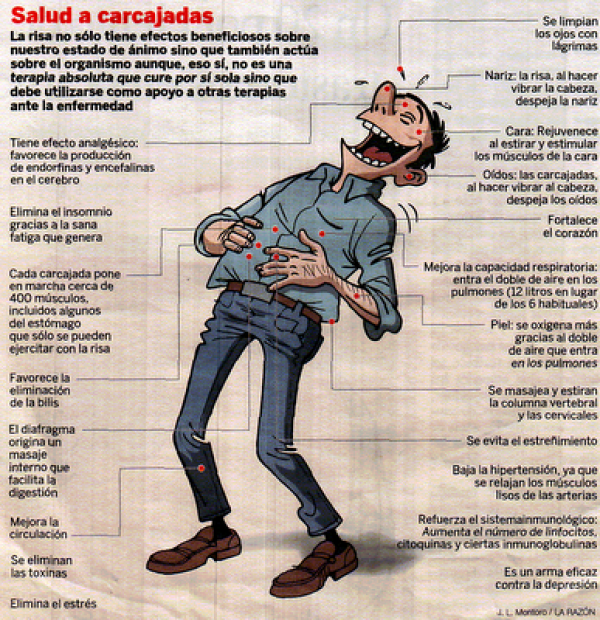 Salud a carcajadas
La risa no sólo tiene efectos beneficiosos sobre
nuestro estado de ánimo sino que también actúa
sobre el organismo aunque, eso sí, no es una
terapia absoluta que cure por sí sola sino que
debe utilizarse como apoyo a otras terapias
ante la enfermedad
Tiene efecto analgésico:
favorece la producción
de endorfinas y encefalinas
en el cerebro
Elimina el insomnio
gracias a la sana
fatiga que genera
Cada carcajada pone
en marcha cerca de
400 músculos,
incluidos algunos
del estómago
que sólo se pueden
ejercitar con la risa
Favorece la
eliminación
de la bilis
El diafragma
origina un
masaje
interno que
facilita la
digestión
Mejora la
circulación
Se eliminan
las toxinas
Elimina el estrés
Se limpian
los ojos con
lágrimas
Nariz: la risa, al hacer
vibrar la cabeza,
despeja la nariz
Cara: Rejuvenece
al estirar y estimular
los músculos de la cara
Oídos: las carcajadas,
al hacer vibrar al cabeza,
despeja los oídos
Fortalece
el corazón
Mejora la capacidad respiratoria:
entra el doble de aire en los
pulmones (12 litros en lugar
de los 6 habituales)
Piel: se oxigena más
gracias al doble
de aire que entra
en los pulmones
Se masajea y estiran
la columna vertebral
y las cervicales
Se evita el estreñimiento
Baja la hipertensión, ya que
se relajan los músculos
lisos de las arterias
Refuerza el sistemainmunológico:
Aumenta el número de linfocitos,
citoquinas y ciertas inmunoglobulinas
Es un arma eficaz
contra la depresión
J. L. Montoro / LA RAZÓN